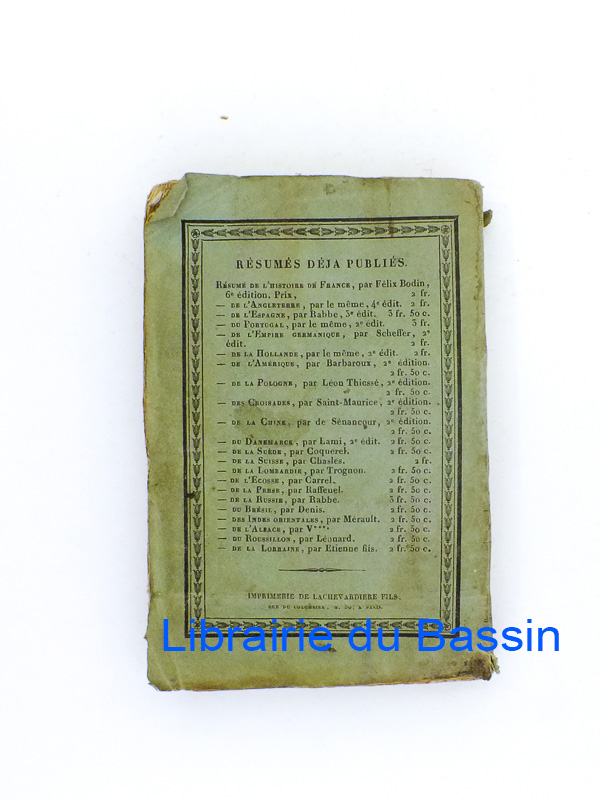 RÉSUMÉS DÉJA PUBLIÉS.
RÉSUMÉ DE L'HISTOIRE DE FRANCE, par Félix Bodin,
6e édition. Prix, 2 fr.
— DE L'ANGLETERRE, par le même, 4e édit. 2 fr.
— DE L'ESPAGNE, par Rabbe, 3e édit. 3 fr. 50 c.
— DU PORTUGAL, par le même, 2e édit. 3 fr.
— DE L'EMPIRE GERMANIQUE, par Scheffer, 2e
édit. 2 fr.
— DE LA HOLLANDE, par le même, 2e édit. 2 fr.
— DE L'AMÉRIQUE, par Barbaroux, 2e édition.
2 fr. 50 c.
— DE LA POLOGNE, par Léon Thiessé, 2e édition.
2 fr. 50 c.
— DES CROISADES, par Saint-Maurice, 2e édition.
2 fr. 50 c.
— DE LA CHINE, par de Sénancour, 2e édition.
2 fr. 50 c.
— DU DANEMARCK, par Lami, 2e édit. 2 fr. 50 c.
— DE LA SUÈDE, par Coquerel. 2 fr. 50 c.
— DE LA SUISSE, par Chasles. 2 fr.
— DE LA LOMBARDIE, par Trognon. 2 fr. 50 c.
— DE L'ÉCOSSE, par Carrel. 2 fr. 50 c.
— DE LA PERSE, par Raffenel. 2 fr. 50 c.
— DE LA RUSSIE, par Rabbe. 3 fr. 50 c.
— DU BRÉSIL, par Denis. 2 fr. 50 c.
— DES INDES ORIENTALES, par Mérault. 2 fr. 50 c.
— DE L'ALSACE, par V***. 2 fr. 50 c.
— DU ROUSSILLON, par Léonard. 2 fr. 50 c.
— DE LA LORRAINE, par Etienne fils. 2 fr. 50 c.
IMPRIMERIE DE LACHEVARDIERE FILS,
RUE DU COLOMBIER, N. 30, A PARIS.
Librairie du Bassin